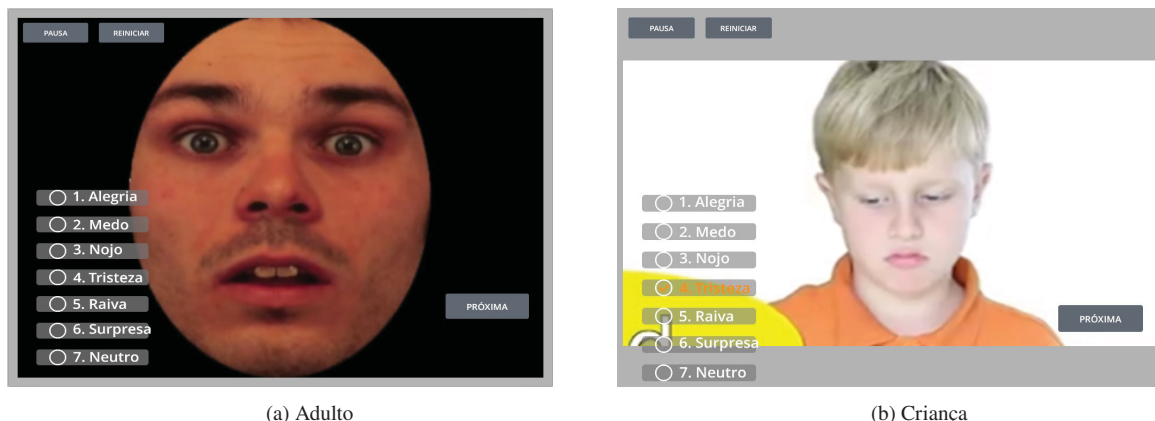 PAUSA REINICIAR
1. Alegria
2. Medo
3. Nojo
4. Tristeza
5. Raiva
6. Surpresa
7. Neutro
PRÓXIMA
(a) Adulto
PAUSA REINICIAR
1. Alegria
2. Medo
3. Nojo
4. Tristeza
5. Raiva
6. Surpresa
7. Neutro
d
PRÓXIMA
(b) Criança